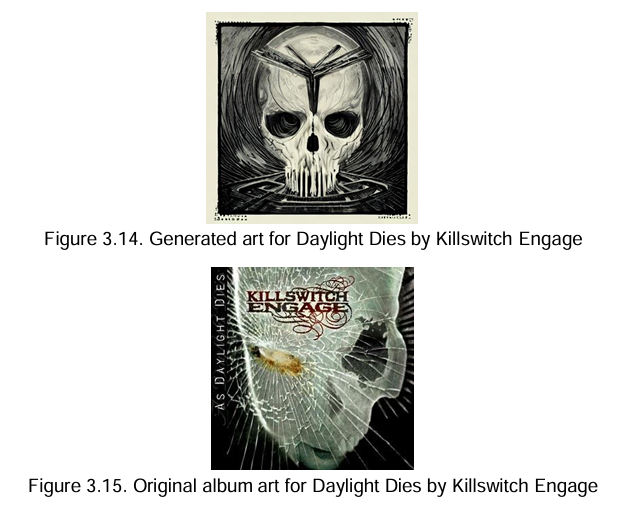 Figure 3.14. Generated art for Daylight Dies by Killswitch Engage
AS DAYLIGHT DIES
KILLSWITCH
ENGAGE
Figure 3.15. Original album art for Daylight Dies by Killswitch Engage